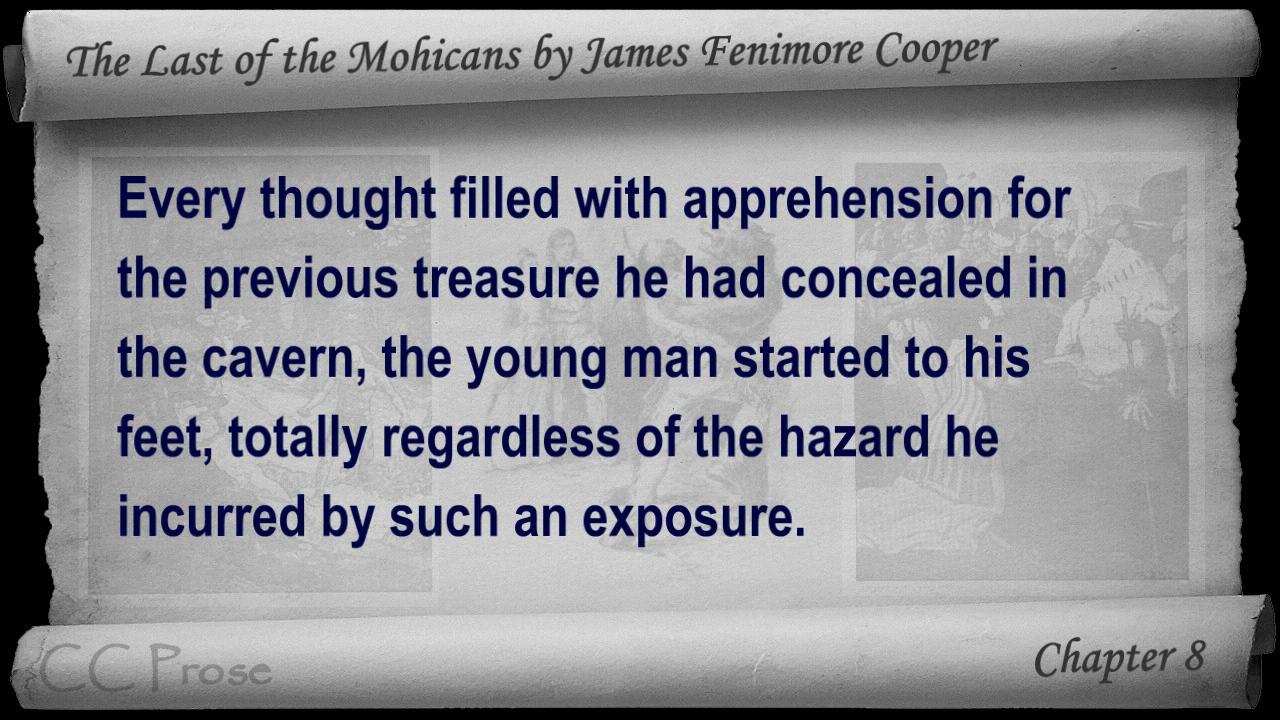 The Last of the Mohicans by James Fenimore Cooper
Every thought filled with apprehension for
the previous treasure he had concealed in
the cavern, the young man started to his
feet, totally regardless of the hazard he
incurred by such an exposure.
CC Prose
Chapter 8